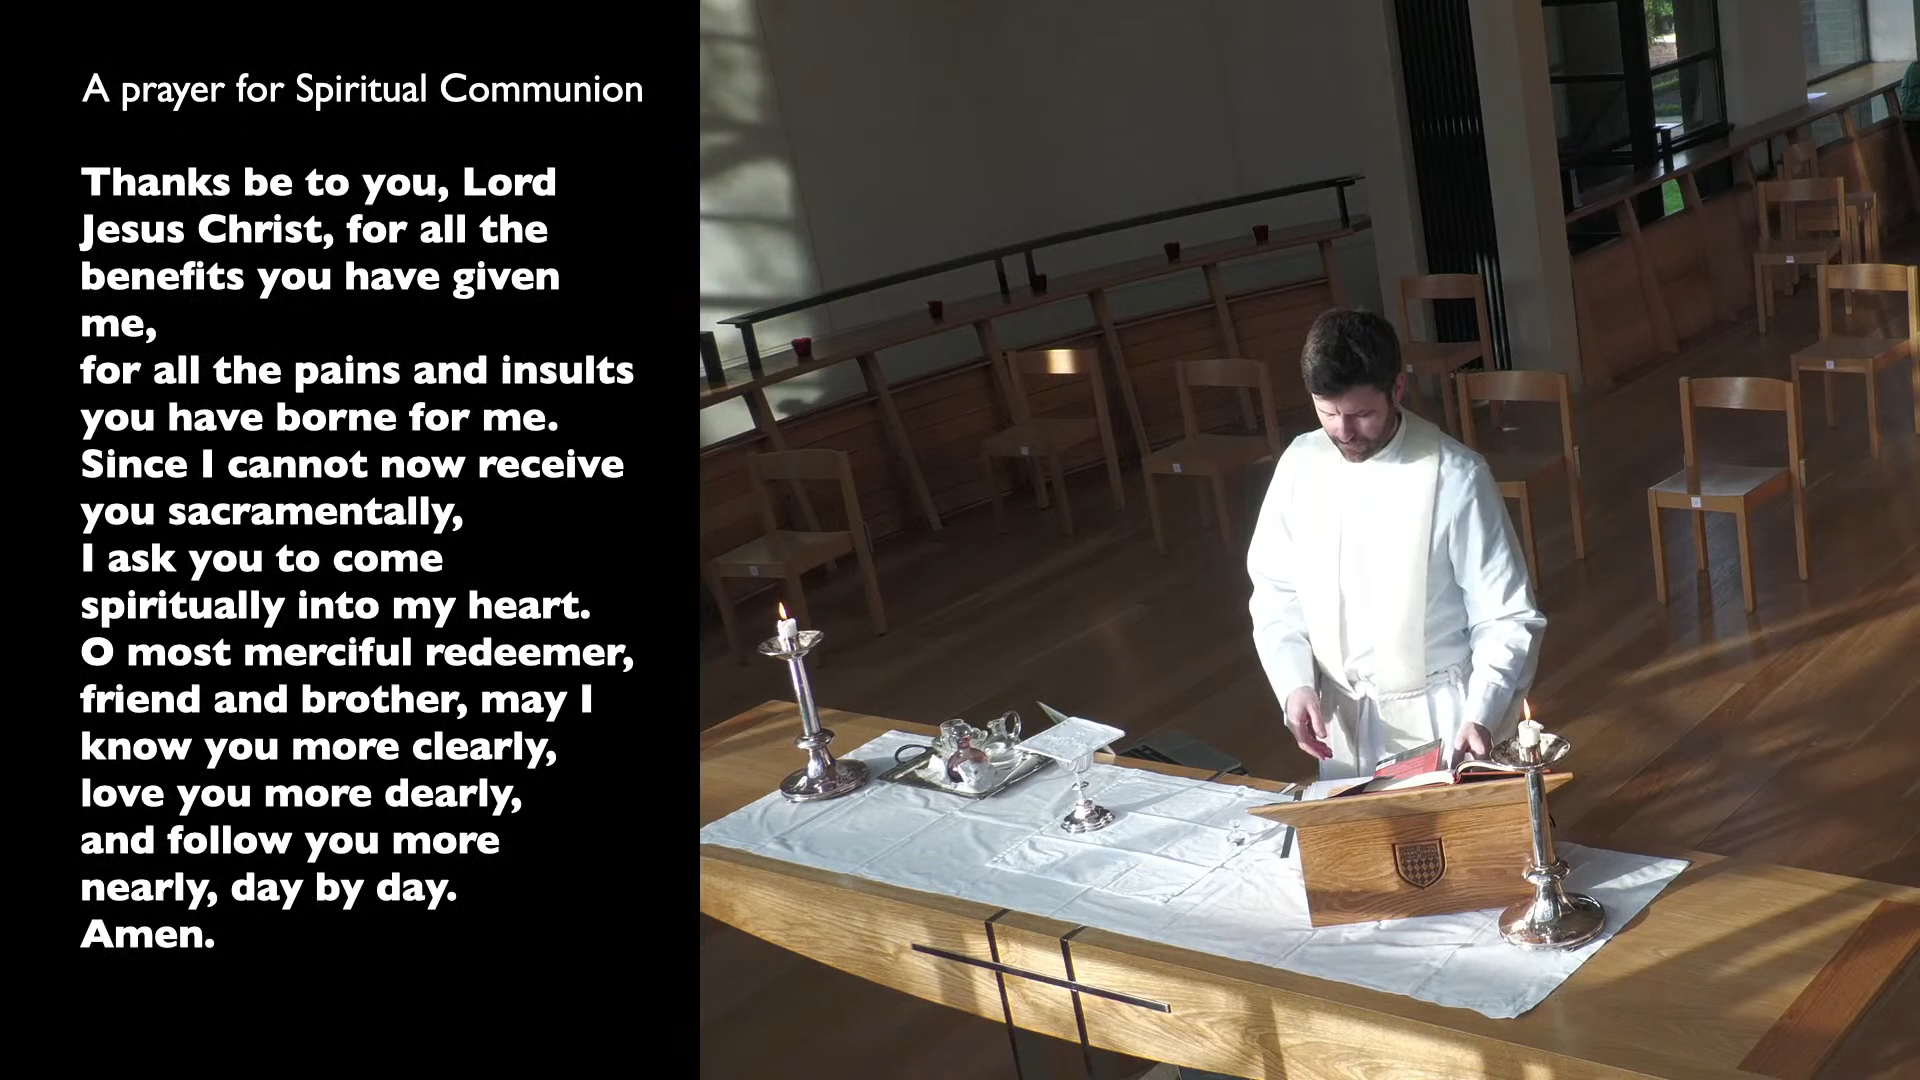 A prayer for Spiritual Communion
Thanks be to you, Lord
Jesus Christ, for all the
benefits you have given
me,
for all the pains and insults
you have borne for me.
Since I cannot now receive
you sacramentally,
I ask you to come
spiritually into my heart.
O most merciful redeemer,
friend and brother, may I
know you more clearly,
love you more dearly,
and follow you more
nearly, day by day.
Amen.